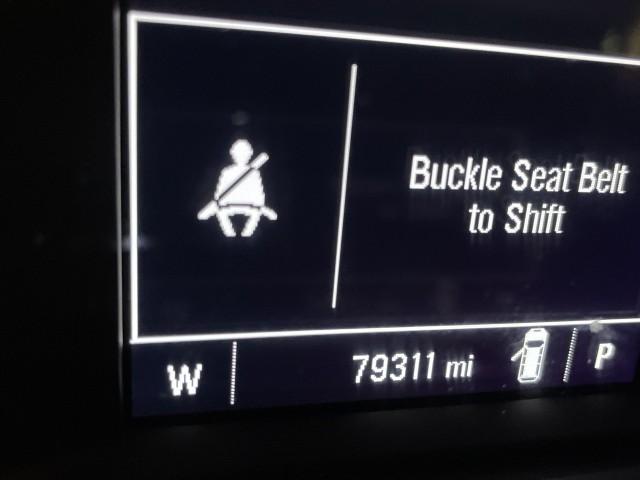 Buckle Seat Belt
to Shift
W
79311 mi
P